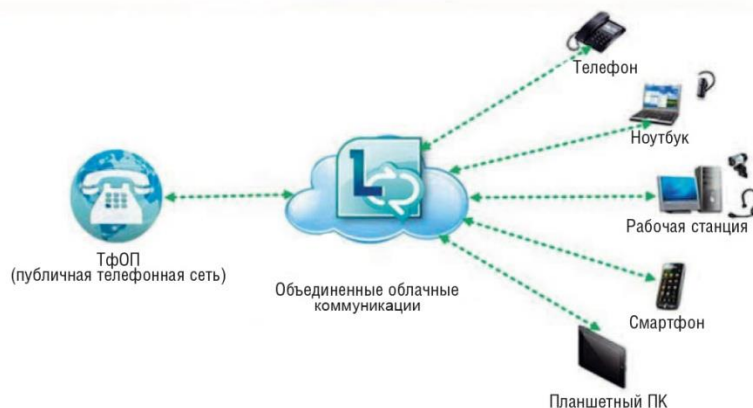 Телефон
Ноутбук
Рабочая станция
Смартфон
Планшетный ПК
ТфОП
(публичная телефонная сеть)
Объединенные облачные
коммуникации